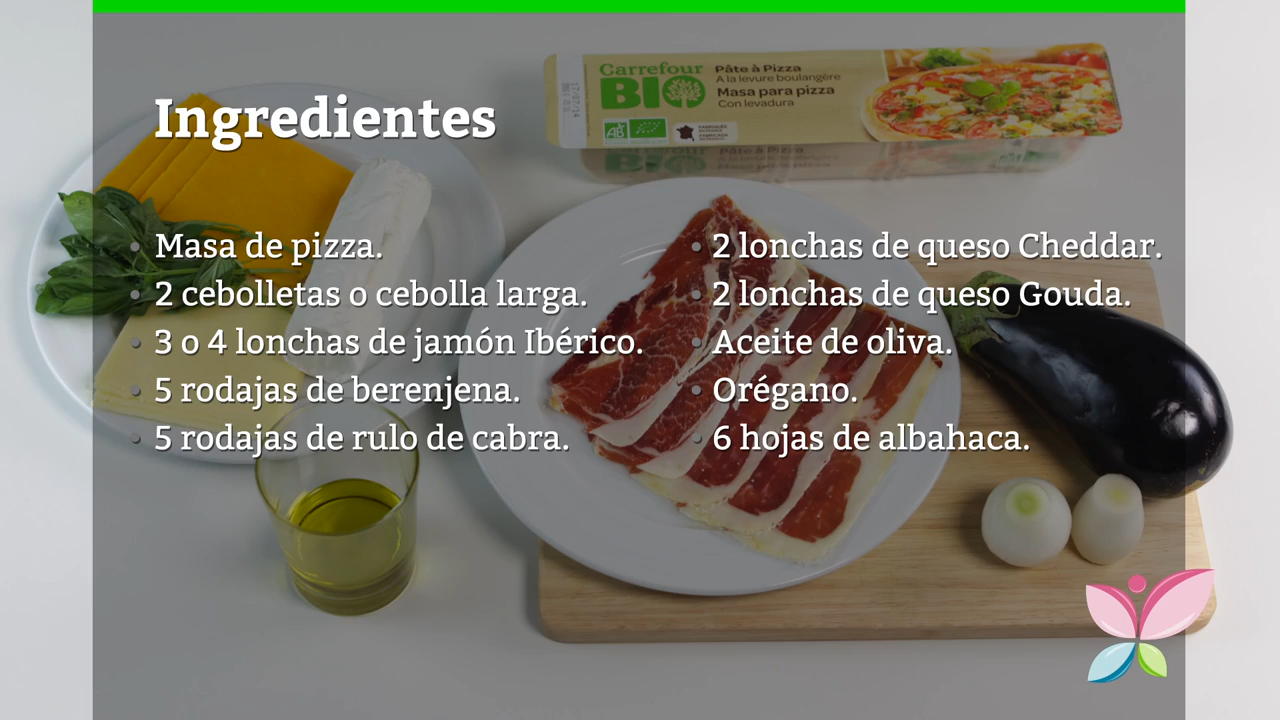 Ingredientes
Masa de pizza.
2 cebolletas o cebolla larga.
3 o 4 lonchas de jamón Ibérico.
5 rodajas de berenjena.
5 rodajas de rulo de cabra.
2 lonchas de queso Cheddar.
2 lonchas de queso Gouda.
Aceite de oliva.
Orégano.
6 hojas de albahaca.
Carrefour
BIO
Pâte à Pizza
A la levure boulangère
Masa para pizza
Con levadura
AB